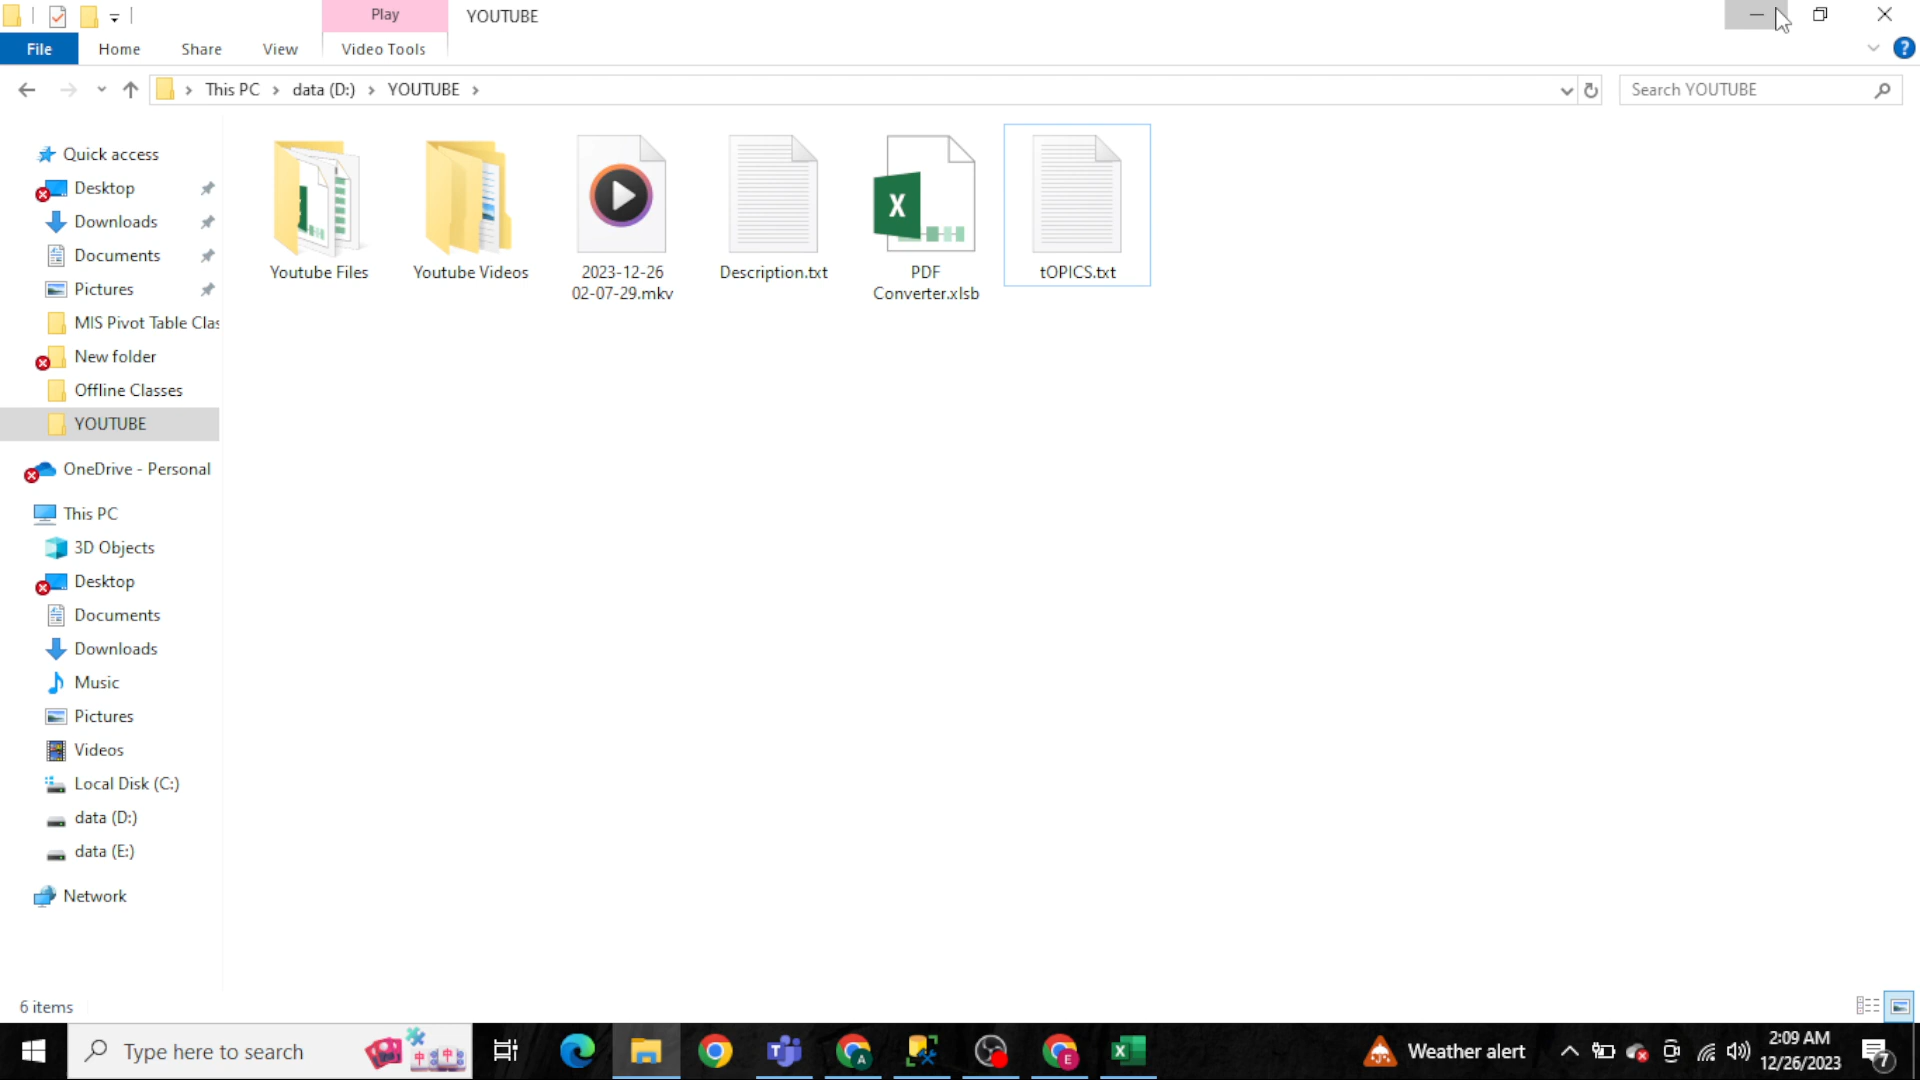 Play
YOUTUBE
File
Home
Share
View
Video Tools
This PC
data (D:)
YOUTUBE
Search YOUTUBE
Quick access
Desktop
Downloads
Documents
Pictures
MIS Pivot Table Clas
New folder
Offline Classes
YOUTUBE
OneDrive - Personal
This PC
3D Objects
Desktop
Documents
Downloads
Music
Pictures
Videos
Local Disk (C:)
data (D:)
data (E:)
Network
Youtube Files
Youtube Videos
2023-12-26
02-07-29.mkv
Description.txt
PDF
Converter.xlsb
tOPICS.txt
6 items
Type here to search
Weather alert
2:09 AM
12/26/2023
7